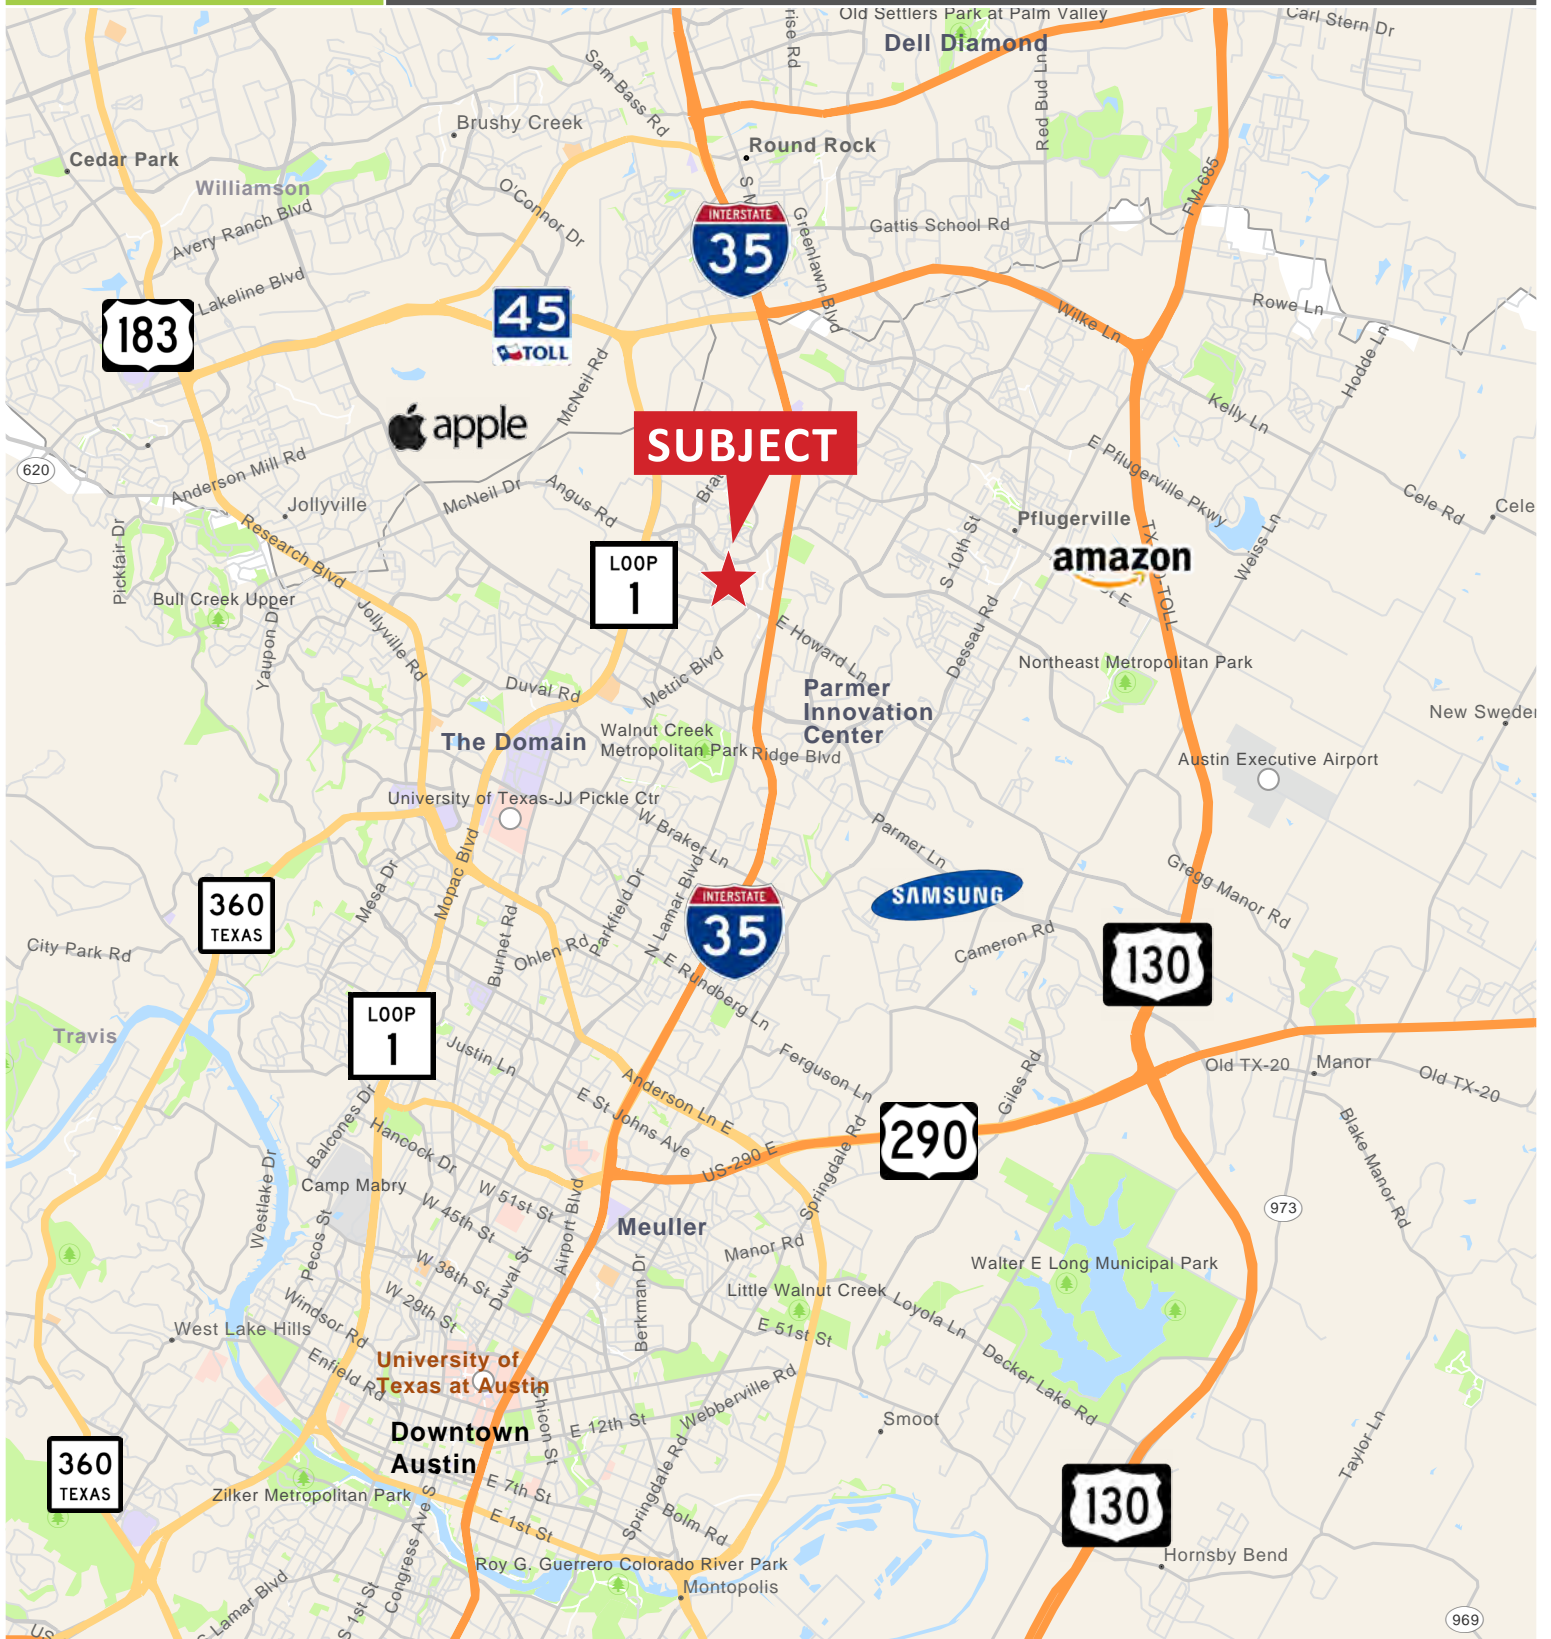 Old Settlers Park at Palm Valley
Carl Stern Dr
Dell Diamond
rise Rd
Sam Bass Rd
Red Bud Ln
Brushy Creek
Round Rock
Cedar Park
Williamson
S M
FM-685
O'Connor Dr
Avery Ranch Blvd
INTERSTATE
35
Greenlawn Blvd
Gattis School Rd
Lakeline Blvd
183
45
TOLL
Rowe Ln
Wilke Ln
Hodde Ln
McNeil Rd
apple
Kelly Ln
SUBJECT
E Pflugerville Pkwy
620
Anderson Mill Rd
McNeil Dr
Angus Rd
Bra
Jollyville
Cele Rd
Cele
Research Blvd
Pflugerville
S 10th St
Weiss Ln
Pickfair Dr
LOOP
1
amazon
TX
-TOLL
E
Bull Creek Upper
Yaupon Dr
Jollyville Rd
E Howard Ln
Dessau Rd
Northeast Metropolitan Park
Duval Rd
Metric Blvd
Parmer
Innovation
Center
New Sweden
The Domain
Walnut Creek
Metropolitan Park
Ridge Blvd
Austin Executive Airport
University of Texas-JJ Pickle Ctr
W Braker Ln
Parmer Ln
Mopac Blvd
Mesa Dr
Gregg Manor Rd
SAMSUNG
360
TEXAS
INTERSTATE
35
Burnet Rd
Parkfield Dr
N Lamar Blvd
City Park Rd
Ohlen Rd
Cameron Rd
130
E Rundberg Ln
Travis
LOOP
1
Justin Ln
Ferguson Ln
Giles Rd
Old TX-20
Manor
Old TX-20
Anderson Ln E
E St Johns Ave
Balcones Dr
Hancock Dr
290
US-290 E
Springdale Rd
Blake Manor Rd
Camp Mabry
W 51st St
W 45th St
Westlake Dr
Pecos St
Airport Blvd
Meuller
973
Manor Rd
W 38th St
Duval St
Walter E Long Municipal Park
W 29th St
Windsor Rd
Berkman Dr
Little Walnut Creek
Loyola Ln
E 51st St
West Lake Hills
Enfield Rd
University of
Texas at Austin
Decker Lake Rd
Chicon St
Webberville Rd
E 12th St
Smoot
Downtown
Austin
Taylor Ln
360
TEXAS
Springdale Rd
E 7th St
Zilker Metropolitan Park
130
Bolm Rd
E 1st St
Congress Ave S
Roy G. Guerrero Colorado River Park
Hornsby Bend
Montopolis
S Lamar Blvd
S 1st St
US
969